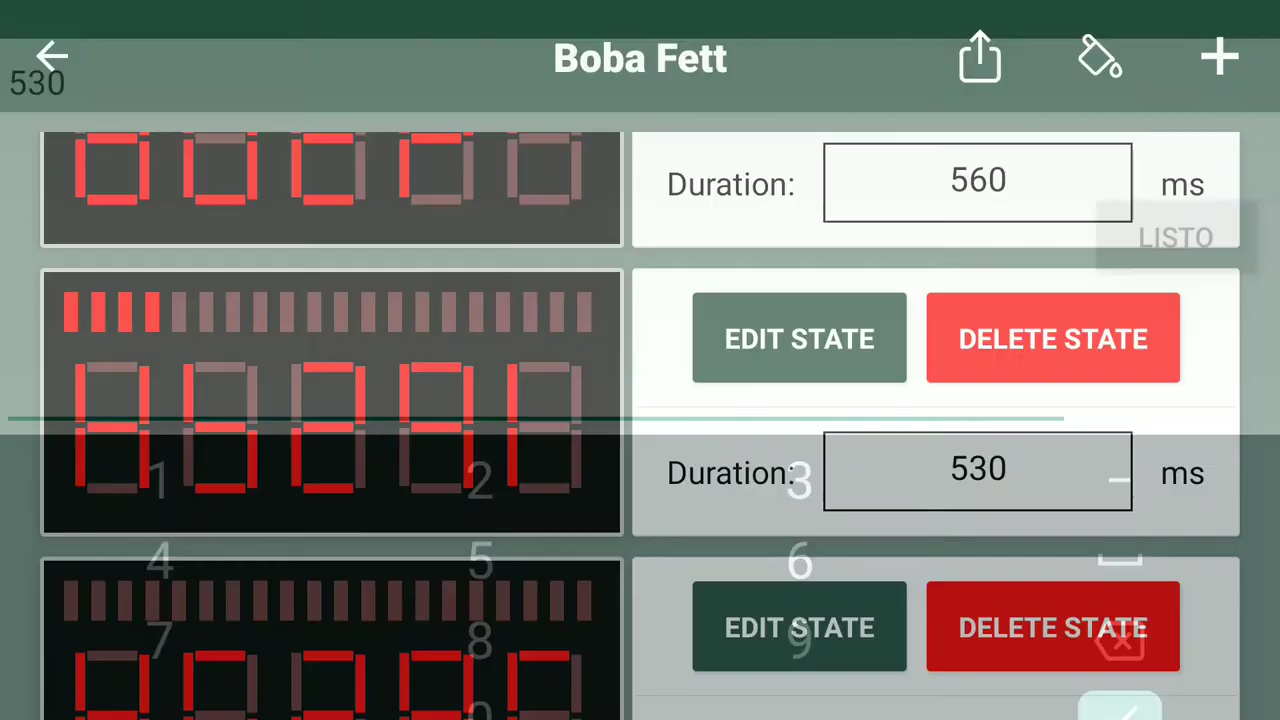 Boba Fett
530
Duration: 560 ms
LISTO
EDIT STATE DELETE STATE
Duration: 530 ms
1 2 3 –
4 5 6
EDIT STATE DELETE STATE
7 8 9
0